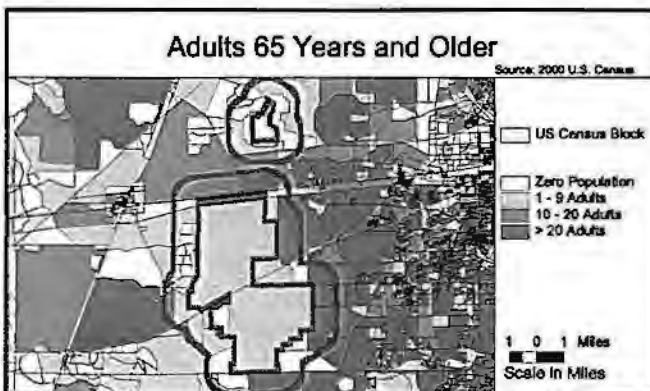 Adults 65 Years and Older
Source: 2000 U.S. Census
US Census Block
Zero Population
1 - 9 Adults
10 - 20 Adults
> 20 Adults
1 0 1 Miles
Scale in Miles